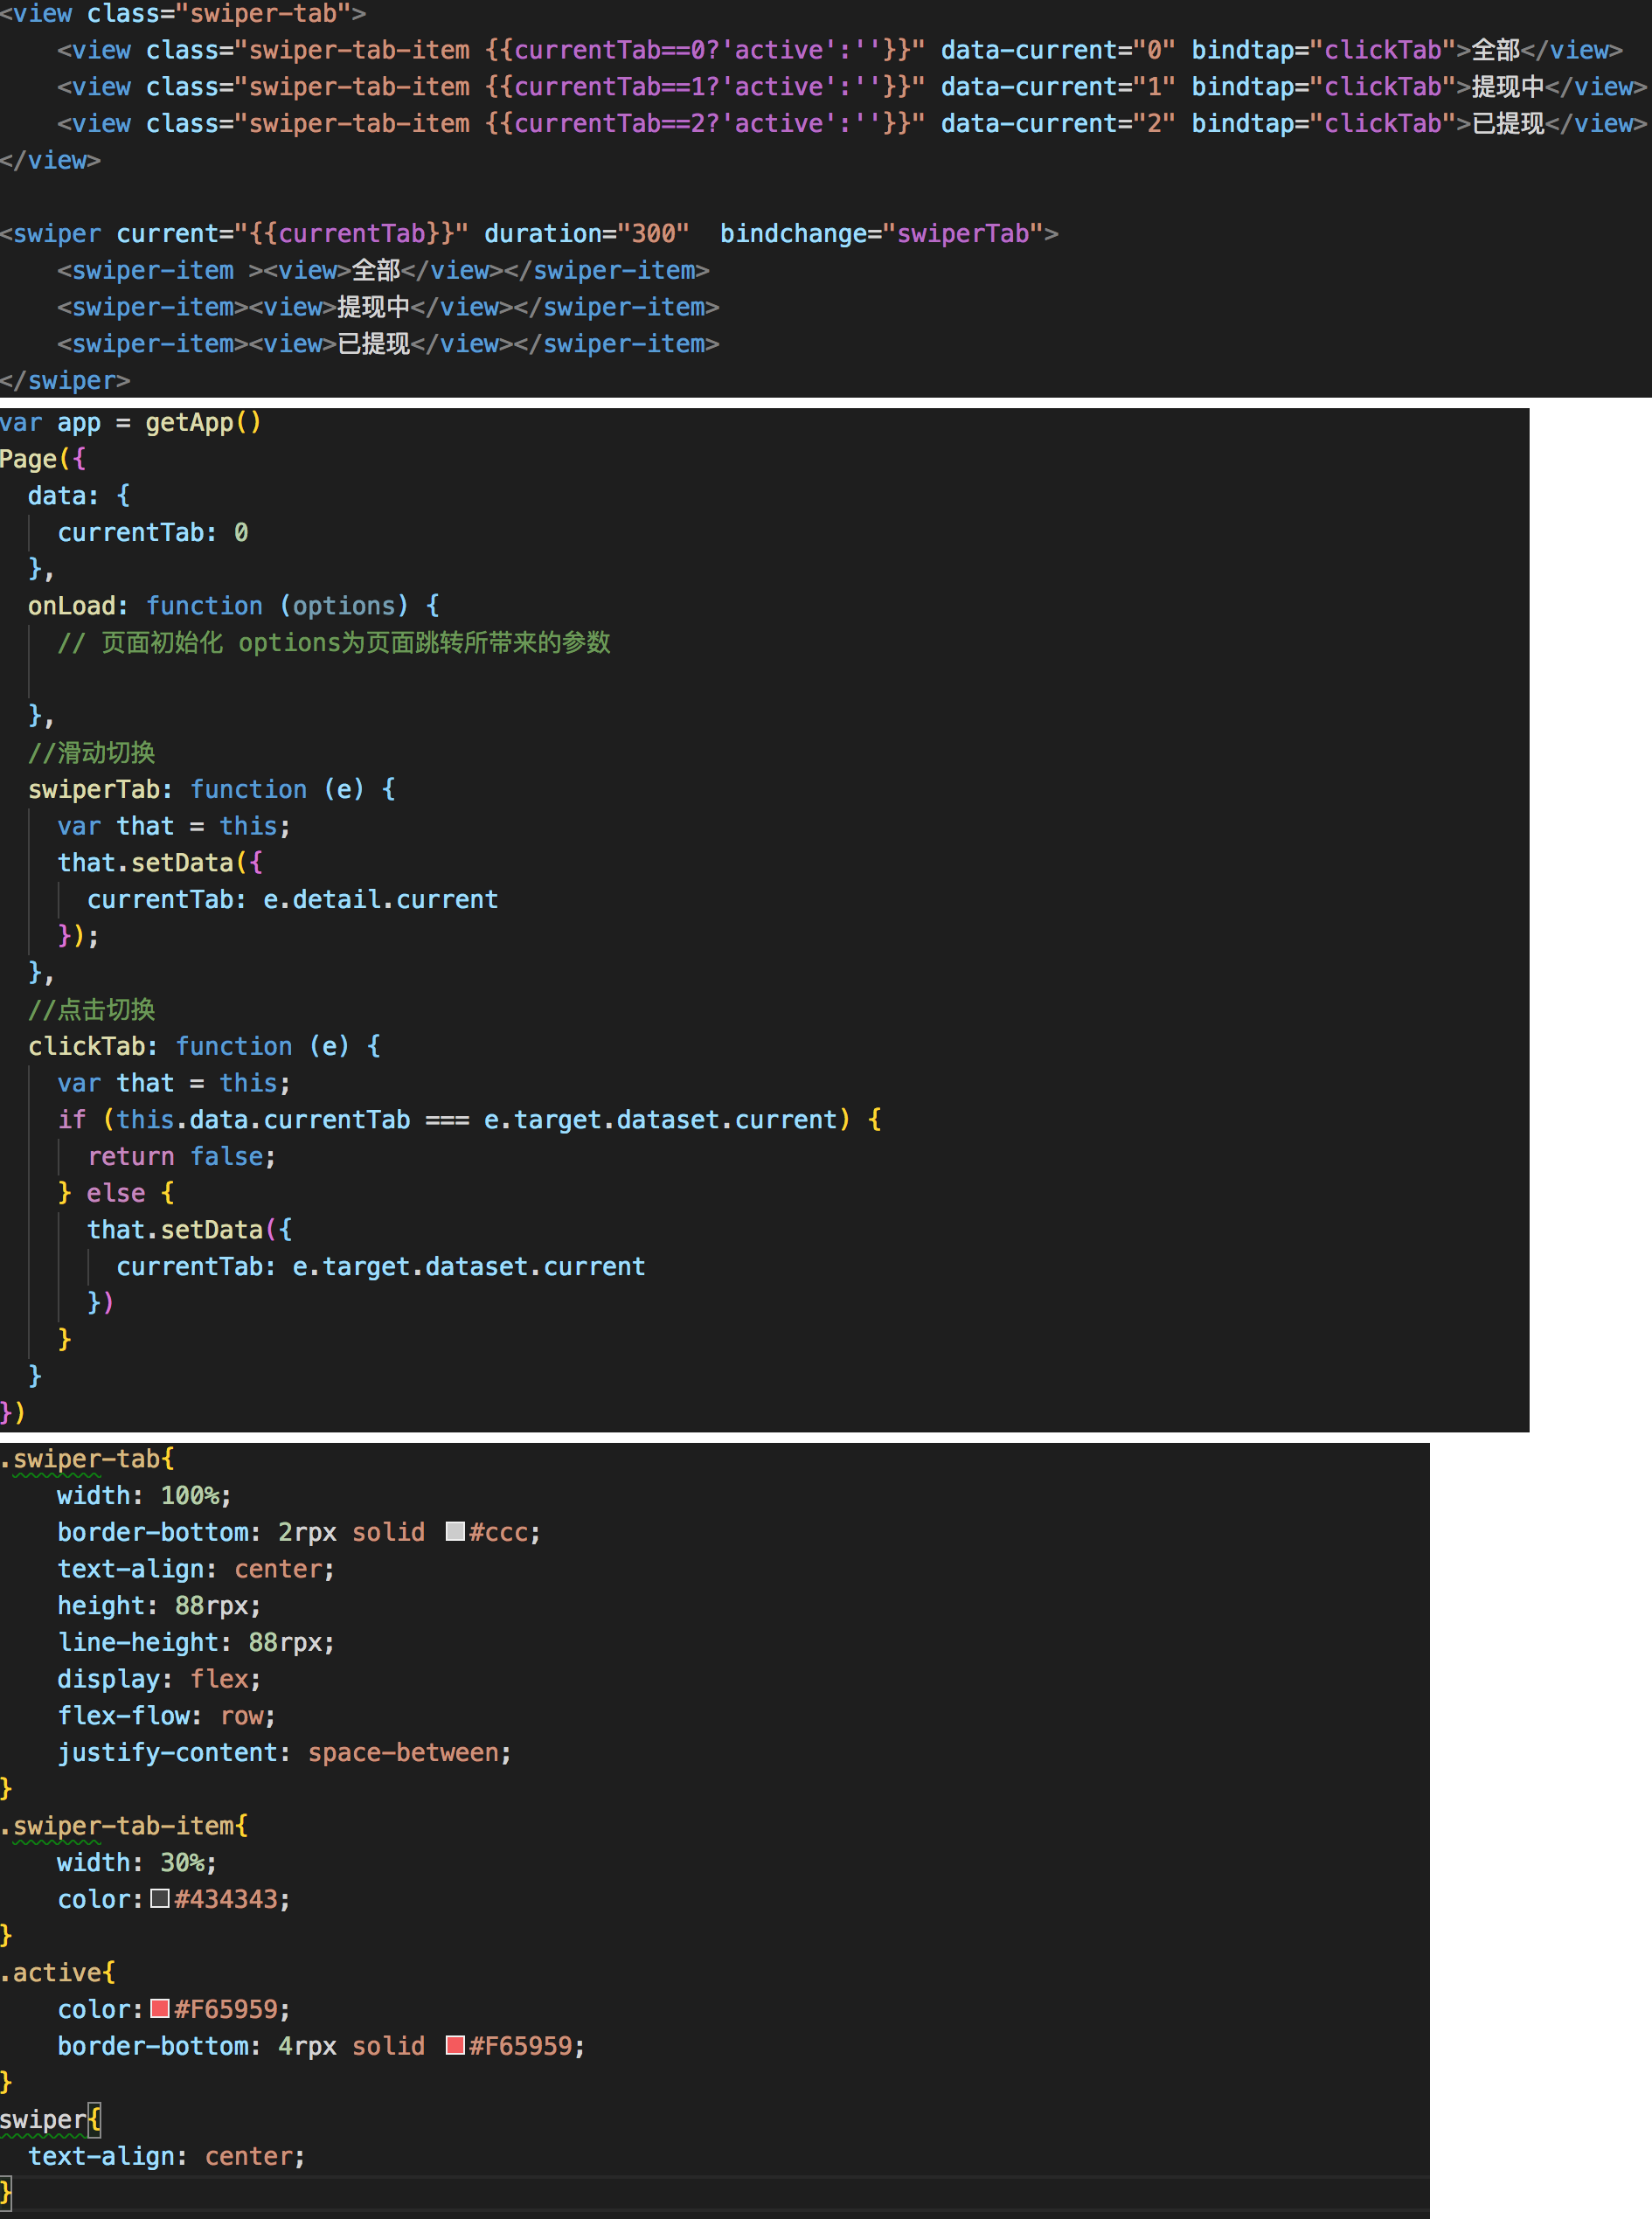 <view class="swiper-tab">
    <view class="swiper-tab-item {{currentTab==0?'active':''}}" data-current="0" bindtap="clickTab">全部</view>
    <view class="swiper-tab-item {{currentTab==1?'active':''}}" data-current="1" bindtap="clickTab">提现中</view>
    <view class="swiper-tab-item {{currentTab==2?'active':''}}" data-current="2" bindtap="clickTab">已提现</view>
</view>

<swiper current="{{currentTab}}" duration="300"  bindchange="swiperTab">
    <swiper-item ><view>全部</view></swiper-item>
    <swiper-item><view>提现中</view></swiper-item>
    <swiper-item><view>已提现</view></swiper-item>
</swiper>
var app = getApp()
Page({
  data: {
    currentTab: 0
  },
  onLoad: function (options) {
    // 页面初始化 options为页面跳转所带来的参数

  },
  //滑动切换
  swiperTab: function (e) {
    var that = this;
    that.setData({
      currentTab: e.detail.current
    });
  },
  //点击切换
  clickTab: function (e) {
    var that = this;
    if (this.data.currentTab === e.target.dataset.current) {
      return false;
    } else {
      that.setData({
        currentTab: e.target.dataset.current
      })
    }
  }
})
.swiper-tab{
    width: 100%;
    border-bottom: 2rpx solid #ccc;
    text-align: center;
    height: 88rpx;
    line-height: 88rpx;
    display: flex;
    flex-flow: row;
    justify-content: space-between;
}
.swiper-tab-item{
    width: 30%;
    color:#434343;
}
.active{
    color:#F65959;
    border-bottom: 4rpx solid #F65959;
}
swiper{
  text-align: center;
}